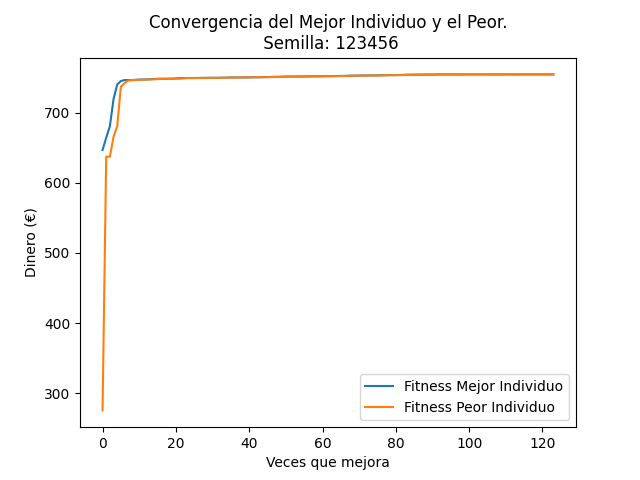 Convergencia del Mejor Individuo y el Peor.
Semilla: 123456
Dinero (€)
700
600
500
400
300
Fitness Mejor Individuo
Fitness Peor Individuo
0 20 40 60 80 100 120
Veces que mejora